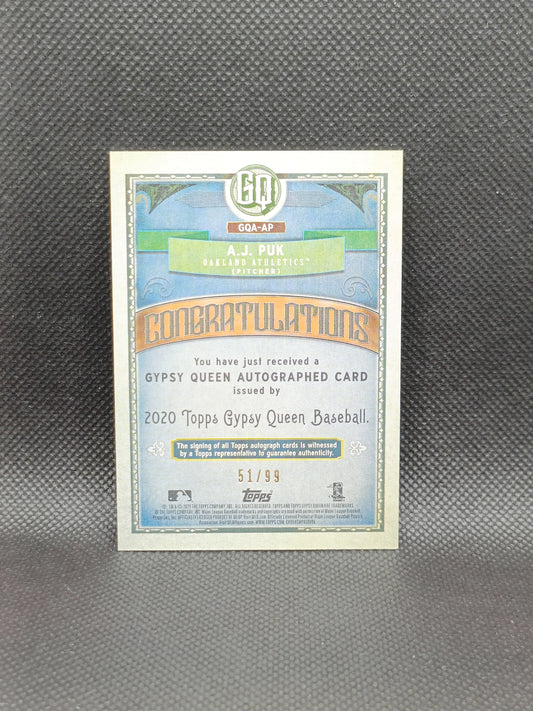 GQ
GQA-AP
A.J. PUK
OAKLAND ATHLETICS™
(PITCHER)
CONGRATULATIONS
You have just received a
GYPSY QUEEN AUTOGRAPHED CARD
issued by
2020 Topps Gypsy Queen Baseball.
The signing of all Topps autograph cards is witnessed
by a Topps representative to guarantee authenticity.
51/99
Topps